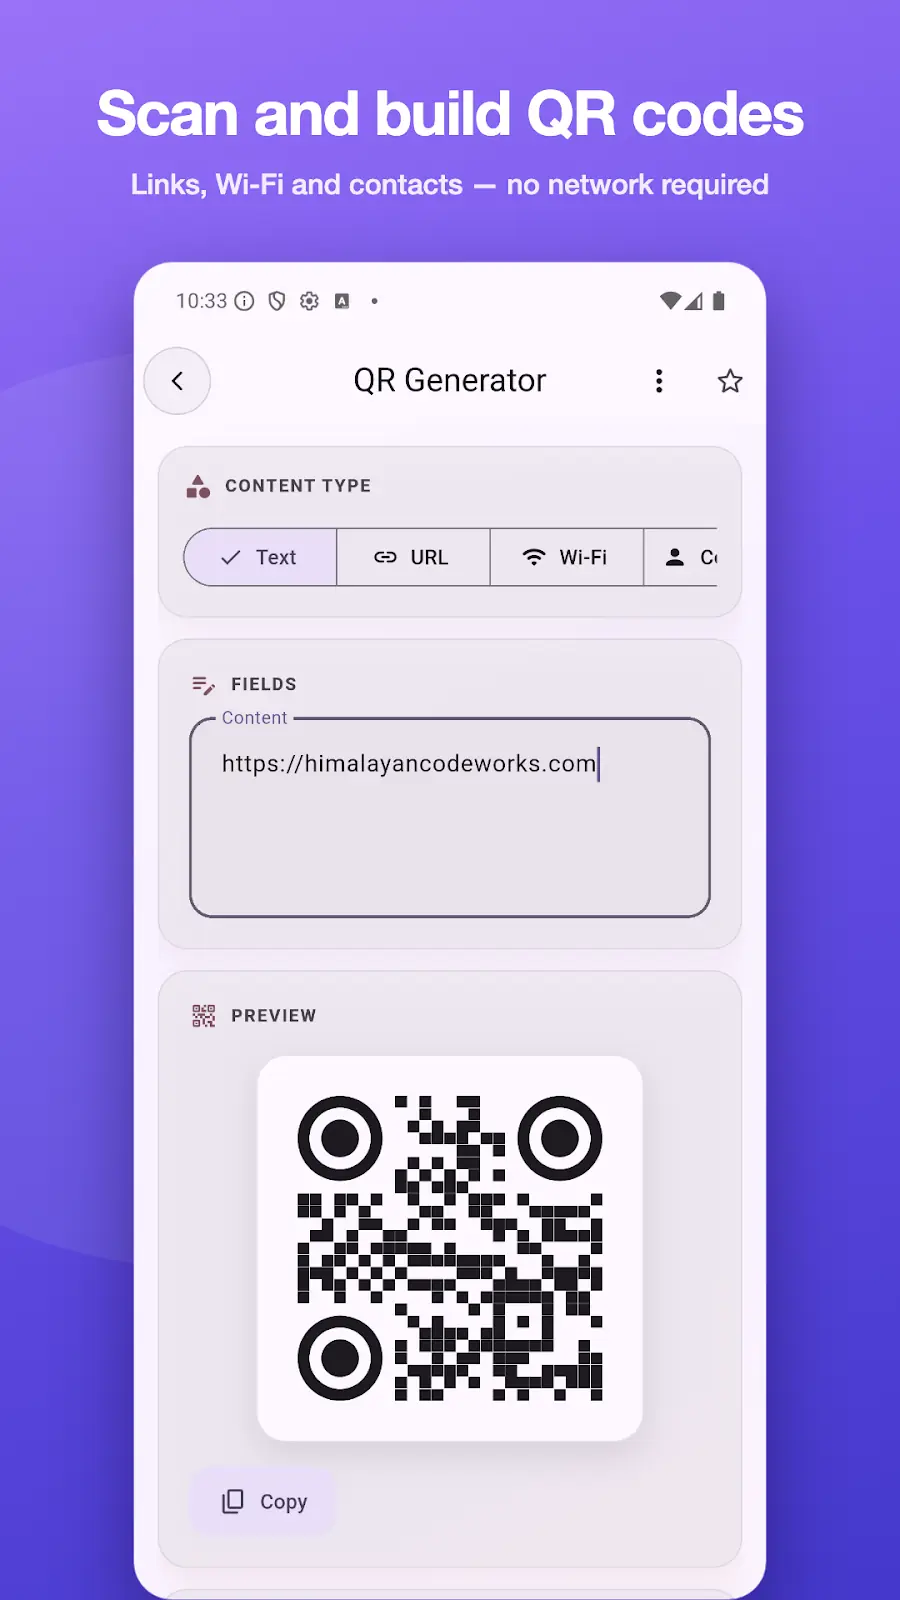 Scan and build QR codes
Links, Wi-Fi and contacts — no network required
10:33
QR Generator
CONTENT TYPE
Text
URL
Wi-Fi
FIELDS
Content
https://himalayancodeworks.com
PREVIEW
Copy